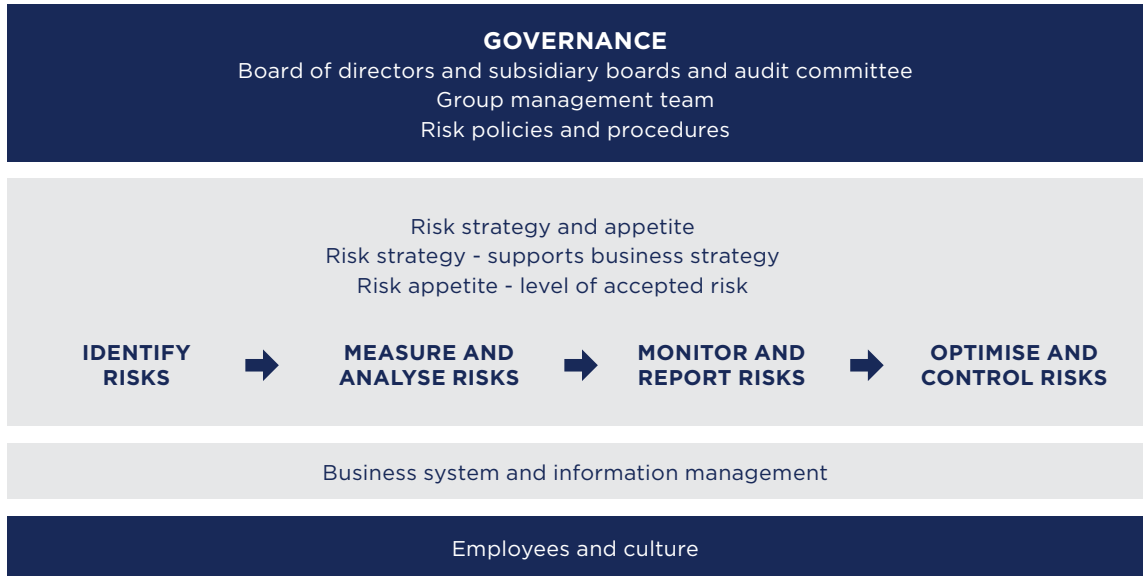 GOVERNANCE
Board of directors and subsidiary boards and audit committee
Group management team
Risk policies and procedures
Risk strategy and appetite
Risk strategy - supports business strategy
Risk appetite - level of accepted risk
IDENTIFY
RISKS
MEASURE AND
ANALYSE RISKS
MONITOR AND
REPORT RISKS
OPTIMISE AND
CONTROL RISKS
Business system and information management
Employees and culture